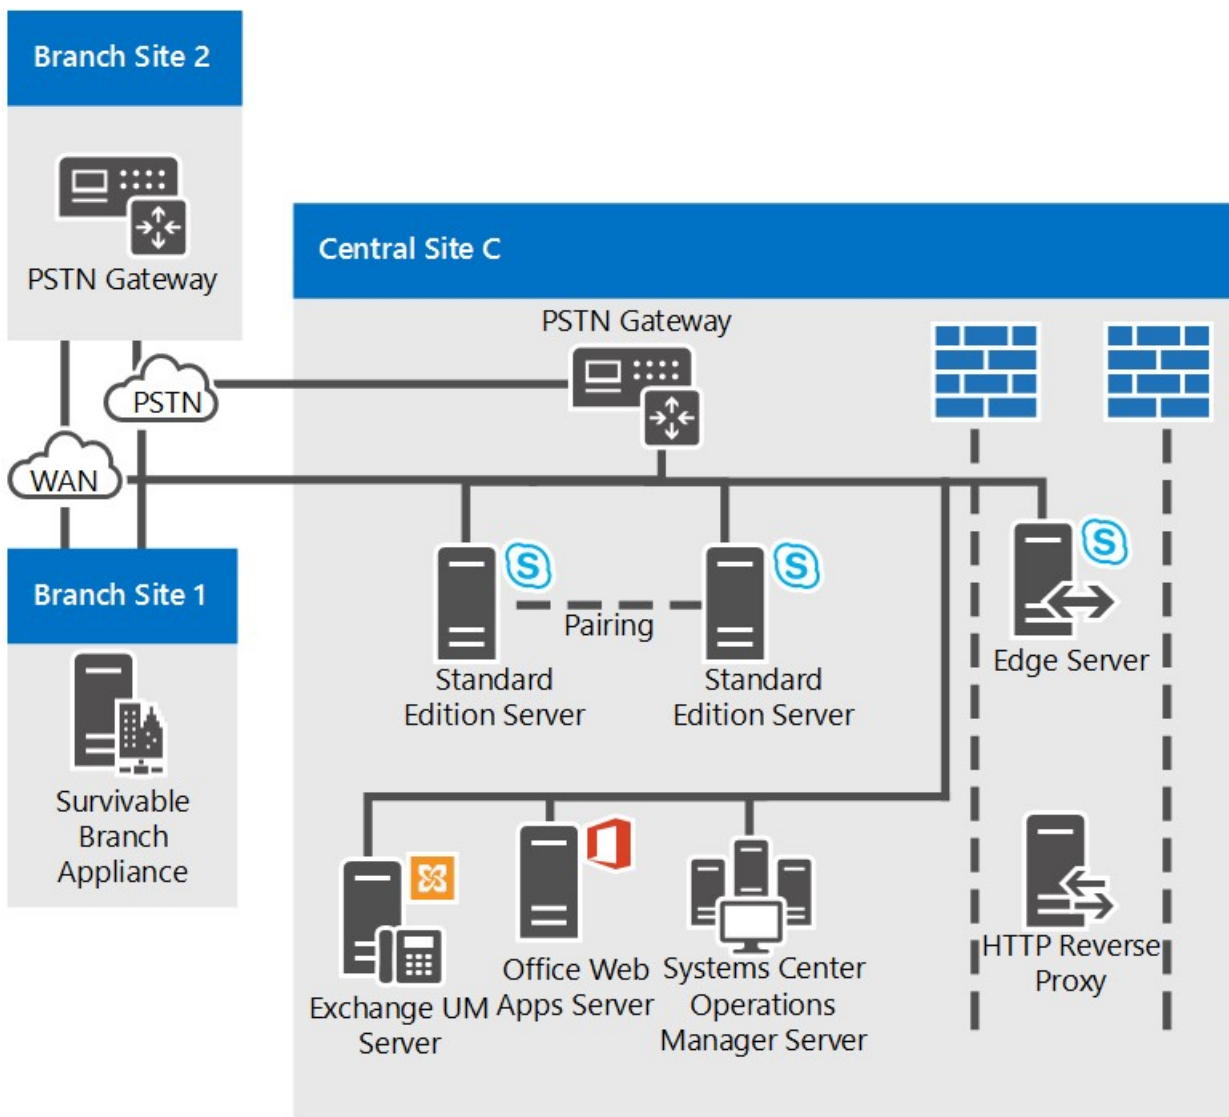 Branch Site 2
PSTN Gateway
Central Site C
PSTN Gateway
PSTN
WAN
Branch Site 1
Survivable
Branch
Appliance
Pairing
Standard
Edition Server
Standard
Edition Server
Edge Server
Exchange UM
Server
Office Web
Apps Server
Systems Center
Operations
Manager Server
HTTP Reverse
Proxy